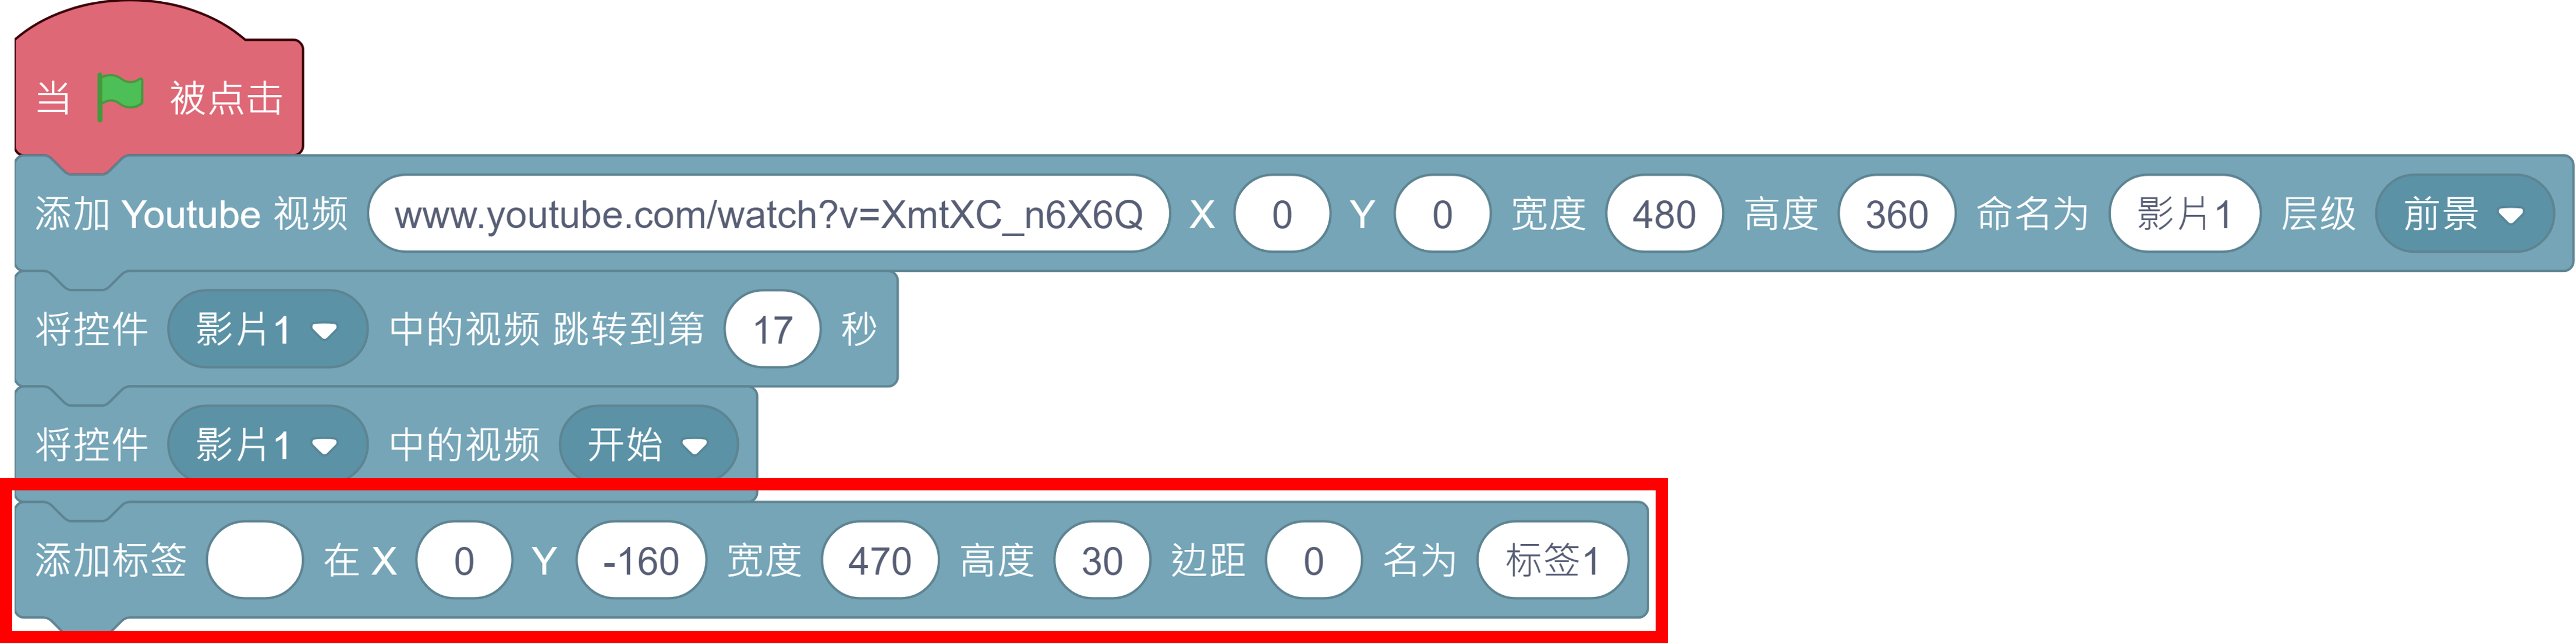 当 被点击
添加 Youtube 视频 www.youtube.com/watch?v=XmtXC_n6X6Q X 0 Y 0 宽度 480 高度 360 命名为 影片1 层级 前景
将控件 影片1 中的视频 跳转到第 17 秒
将控件 影片1 中的视频 开始
添加标签 在 X 0 Y -160 宽度 470 高度 30 边距 0 名为 标签1